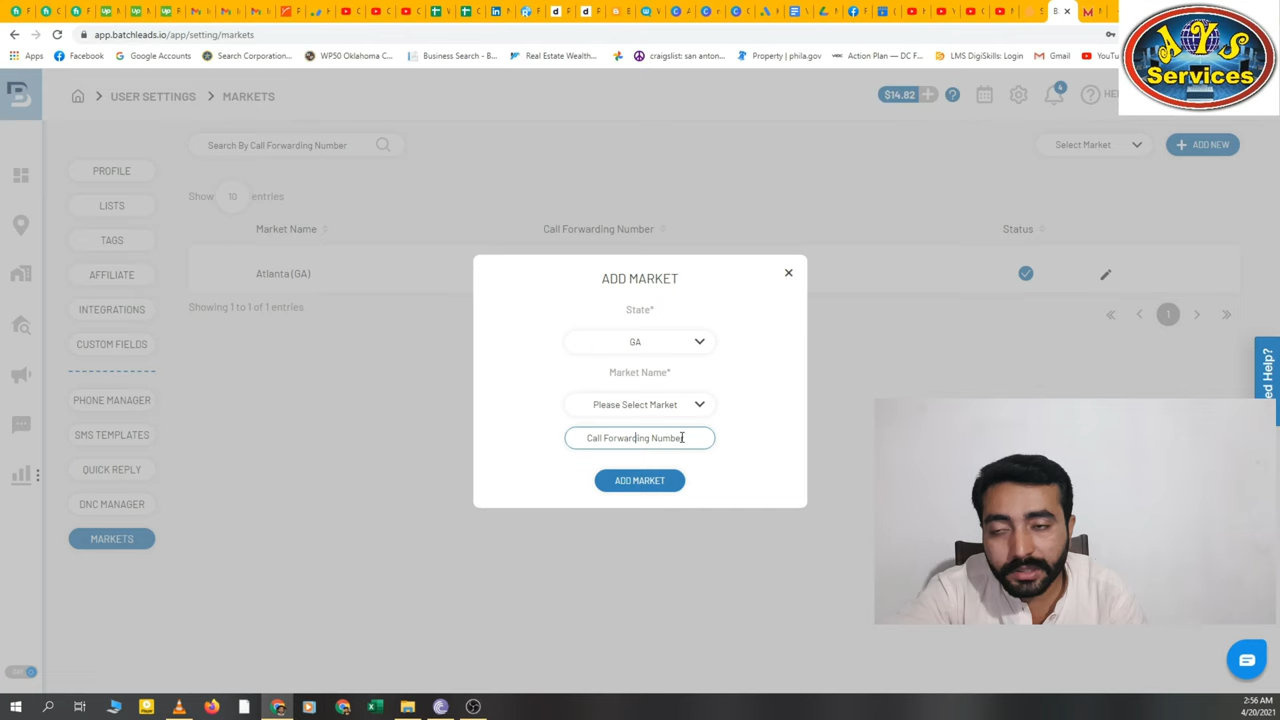 app.batchleads.io/app/setting/markets
Apps
Facebook
Google Accounts
Search Corporation...
WP50 Oklahoma C...
Business Search - B...
Real Estate Wealth...
craigslist: san anton...
Property | phila.gov
Action Plan — DC F...
LMS DigiSkills: Login
Gmail
AYS
Services
USER SETTINGS
MARKETS
$14.82
4
Search By Call Forwarding Number
Select Market
ADD NEW
PROFILE
LISTS
TAGS
AFFILIATE
INTEGRATIONS
CUSTOM FIELDS
PHONE MANAGER
SMS TEMPLATES
QUICK REPLY
DNC MANAGER
MARKETS
Show 10 entries
Market Name
Call Forwarding Number
Status
Atlanta (GA)
Showing 1 to 1 of 1 entries
1
ADD MARKET
State*
GA
Market Name*
Please Select Market
Call Forwarding Number
ADD MARKET
2:56 AM
4/20/2021